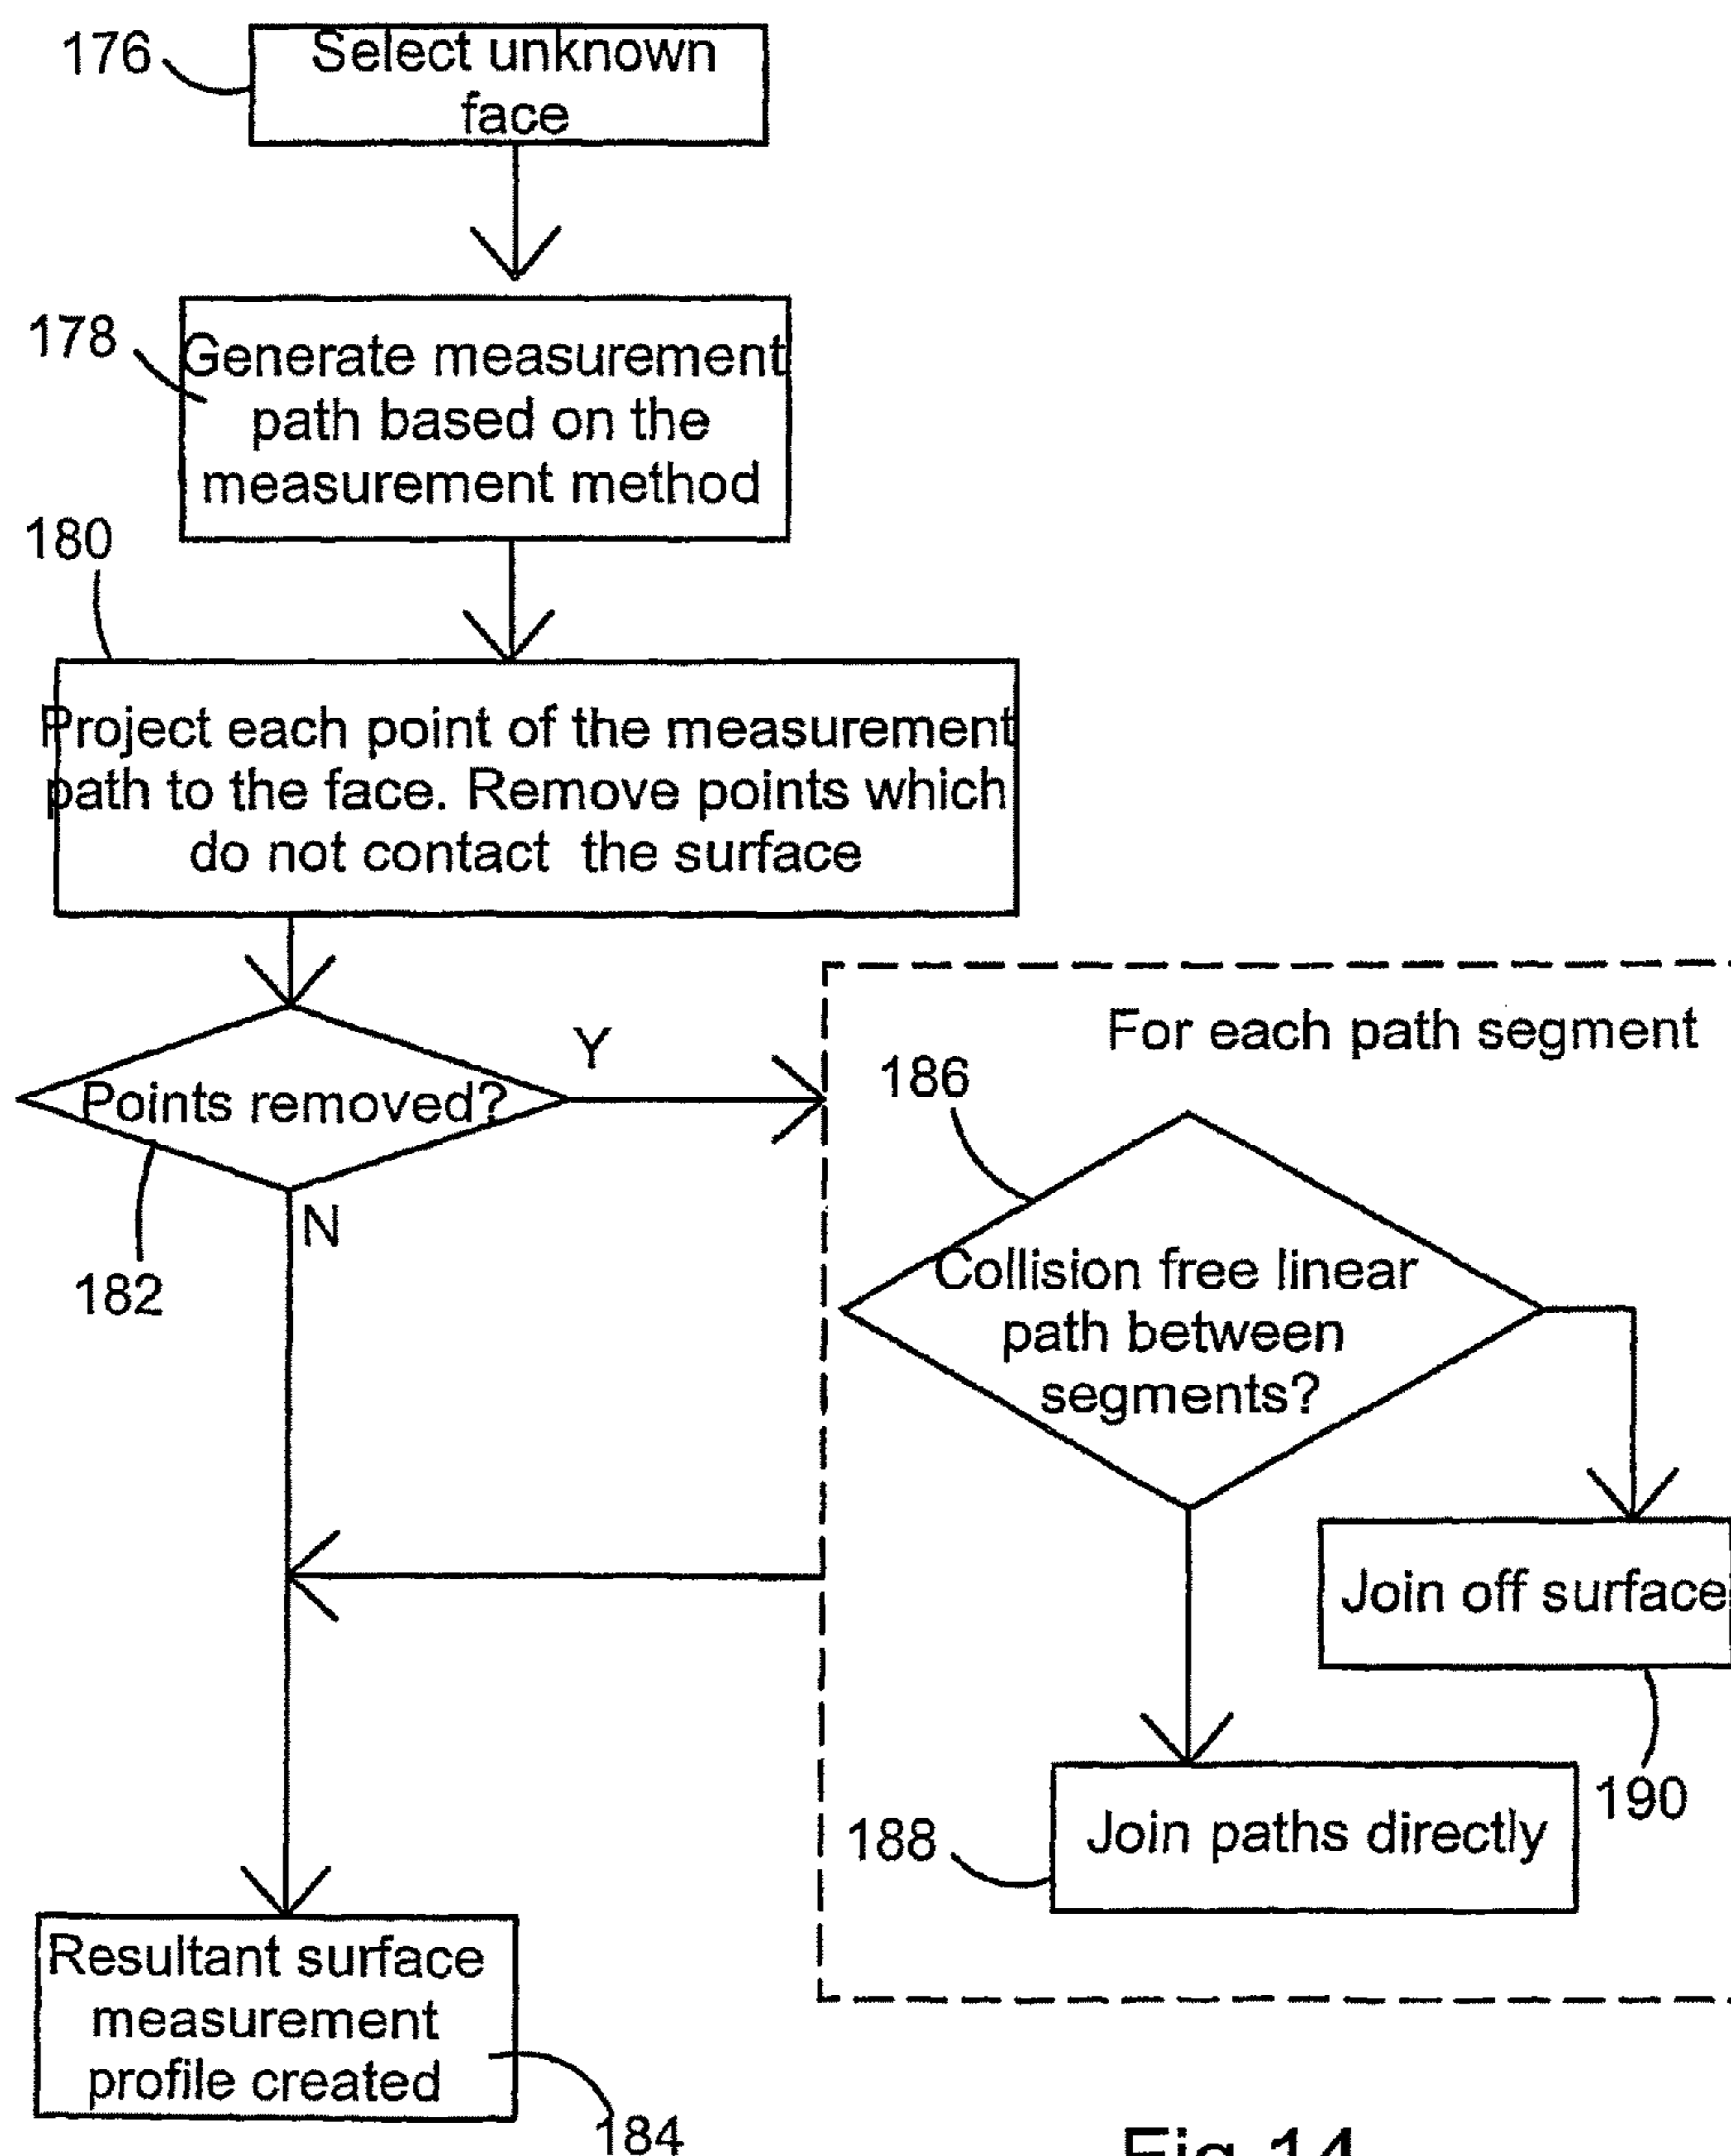 176
Select unknown
face
178
Generate measurement
path based on the
measurement method
180
Project each point of the measurement
path to the face. Remove points which
do not contact the surface
Points removed?
Y
N
182
For each path segment
186
Collision free linear
path between
segments?
Join off surface
190
188
Join paths directly
Resultant surface
measurement
profile created
184
Fig 14